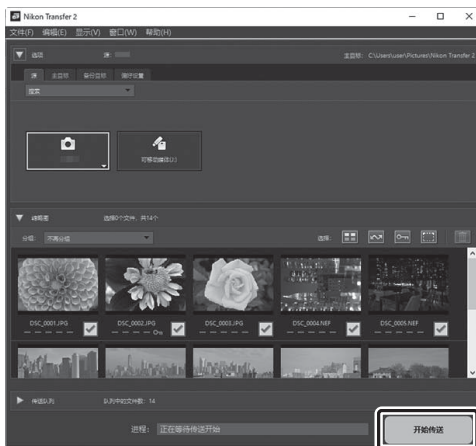 Nikon Transfer 2
文件(F) 编辑(E) 显示(V) 窗口(W) 帮助(H)
选项 源: 主目标: C:\Users\user\Pictures\Nikon Transfer 2
源 主目标 备份目标 偏好设置
搜索
可移动媒体(J)
缩略图 选择0个文件，共14个
分组: 不再分组 选择:
DSC_0001.JPG DSC_0002.JPG DSC_0003.JPG DSC_0004.NEF DSC_0005.NEF
传送队列 队列中的文件数: 14
进程: 正在等待传送开始 开始传送